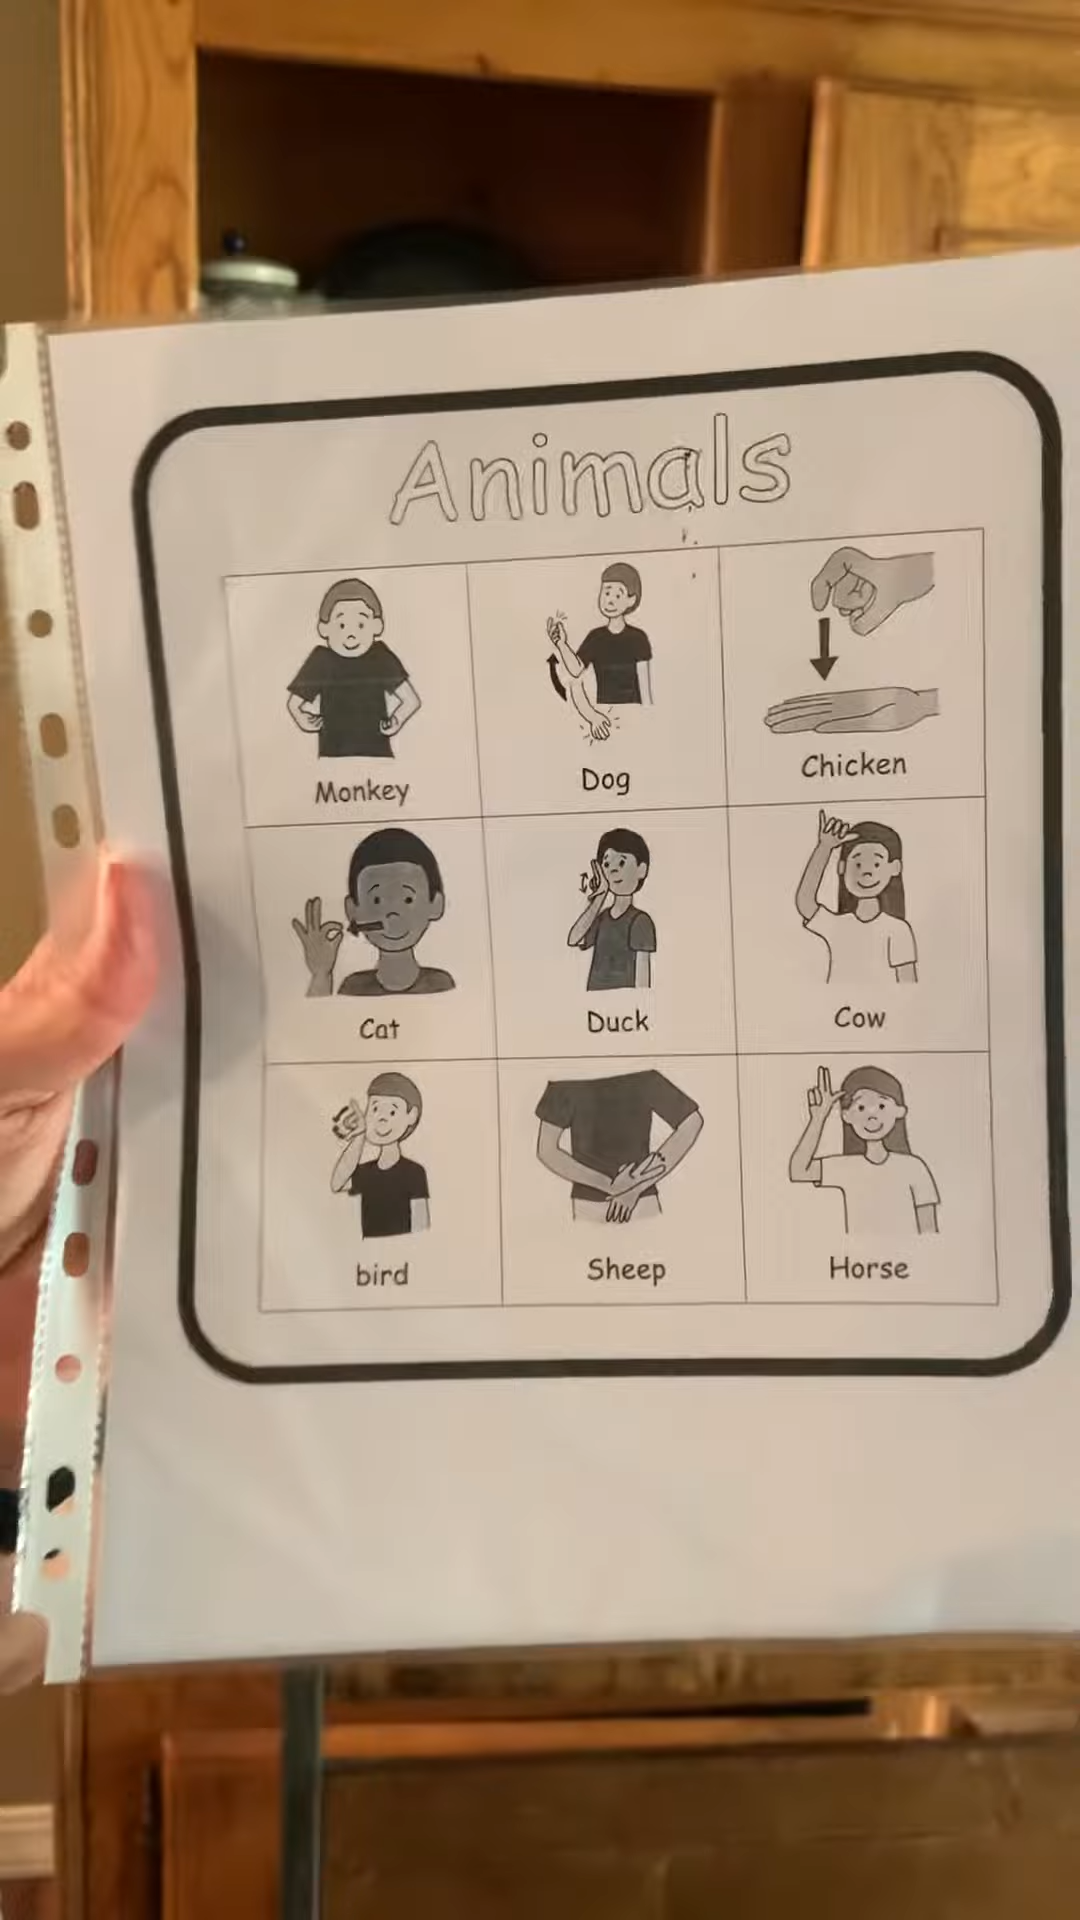 Animals
Monkey
Dog
Chicken
Cat
Duck
Cow
bird
Sheep
Horse